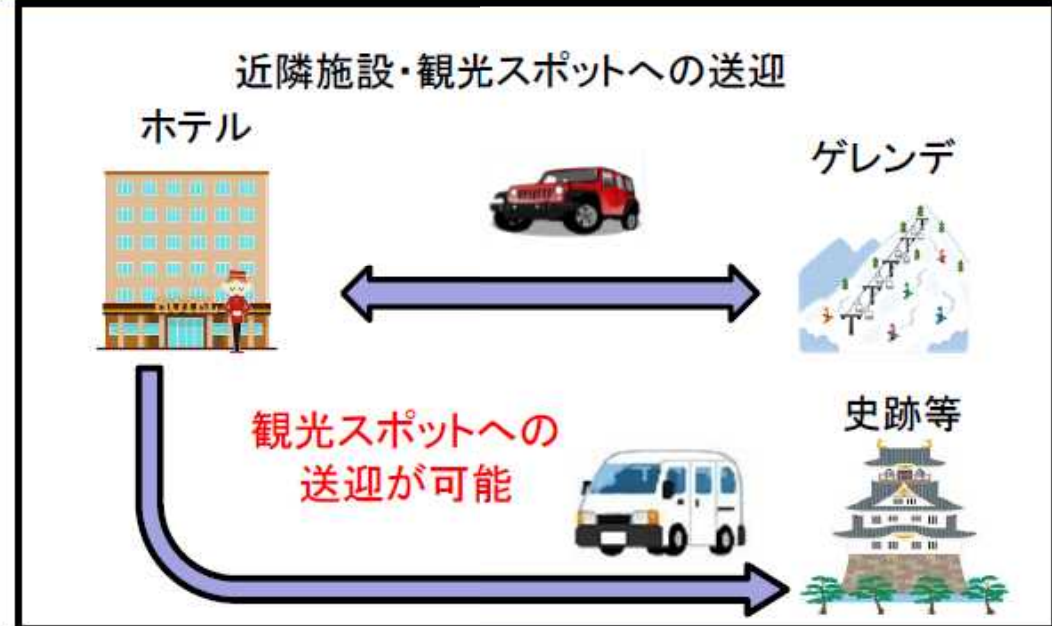 近隣施設・観光スポットへの送迎
ホテル
ゲレンデ
HOTEL
観光スポットへの
送迎が可能
史跡等